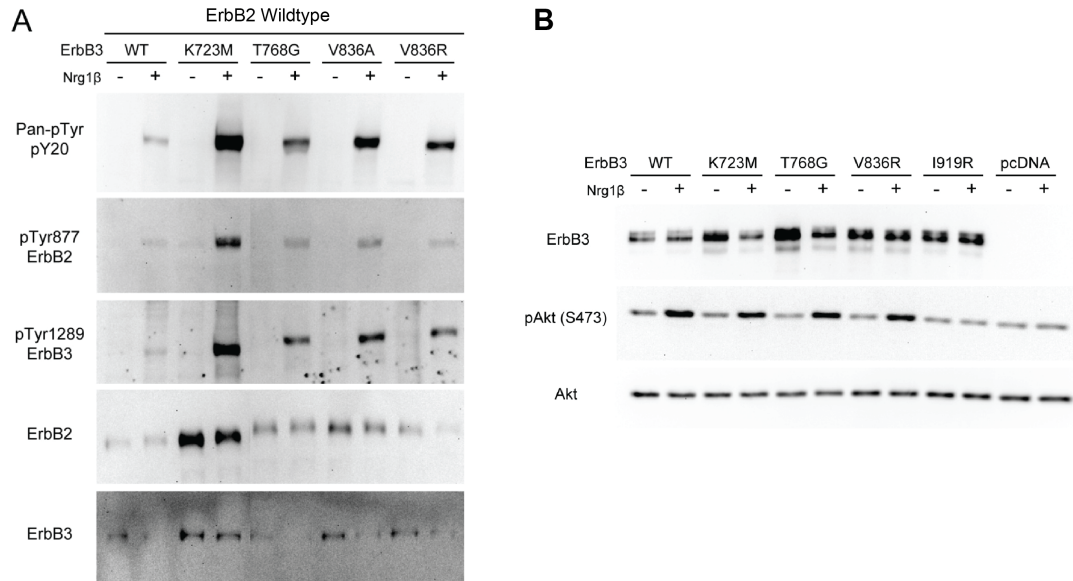 A
ErbB2 Wildtype
ErbB3 WT K723M T768G V836A V836R
Nrg1β - + - + - + - + - +
Pan-pTyr
pY20
pTyr877
ErbB2
pTyr1289
ErbB3
ErbB2
ErbB3
B
ErbB3 WT K723M T768G V836R I919R pcDNA
Nrg1β - + - + - + - + - + - +
ErbB3
pAkt (S473)
Akt